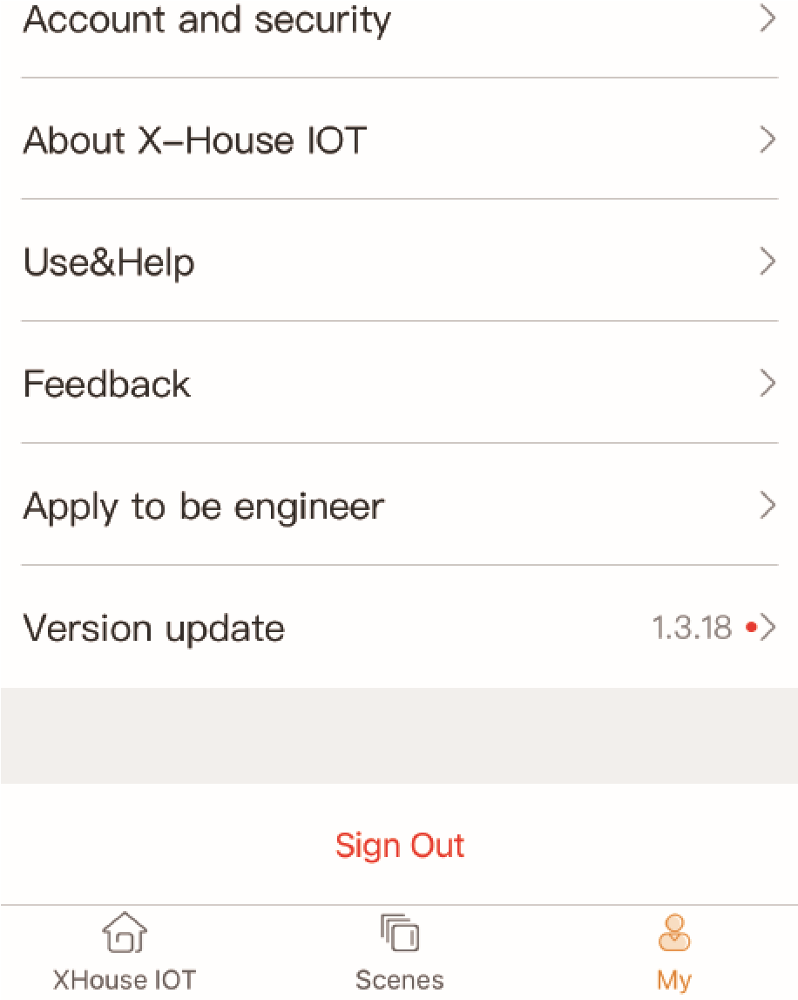 Account and security
About X-House IOT
Use&Help
Feedback
Apply to be engineer
Version update 1.3.18
Sign Out
XHouse IOT Scenes My